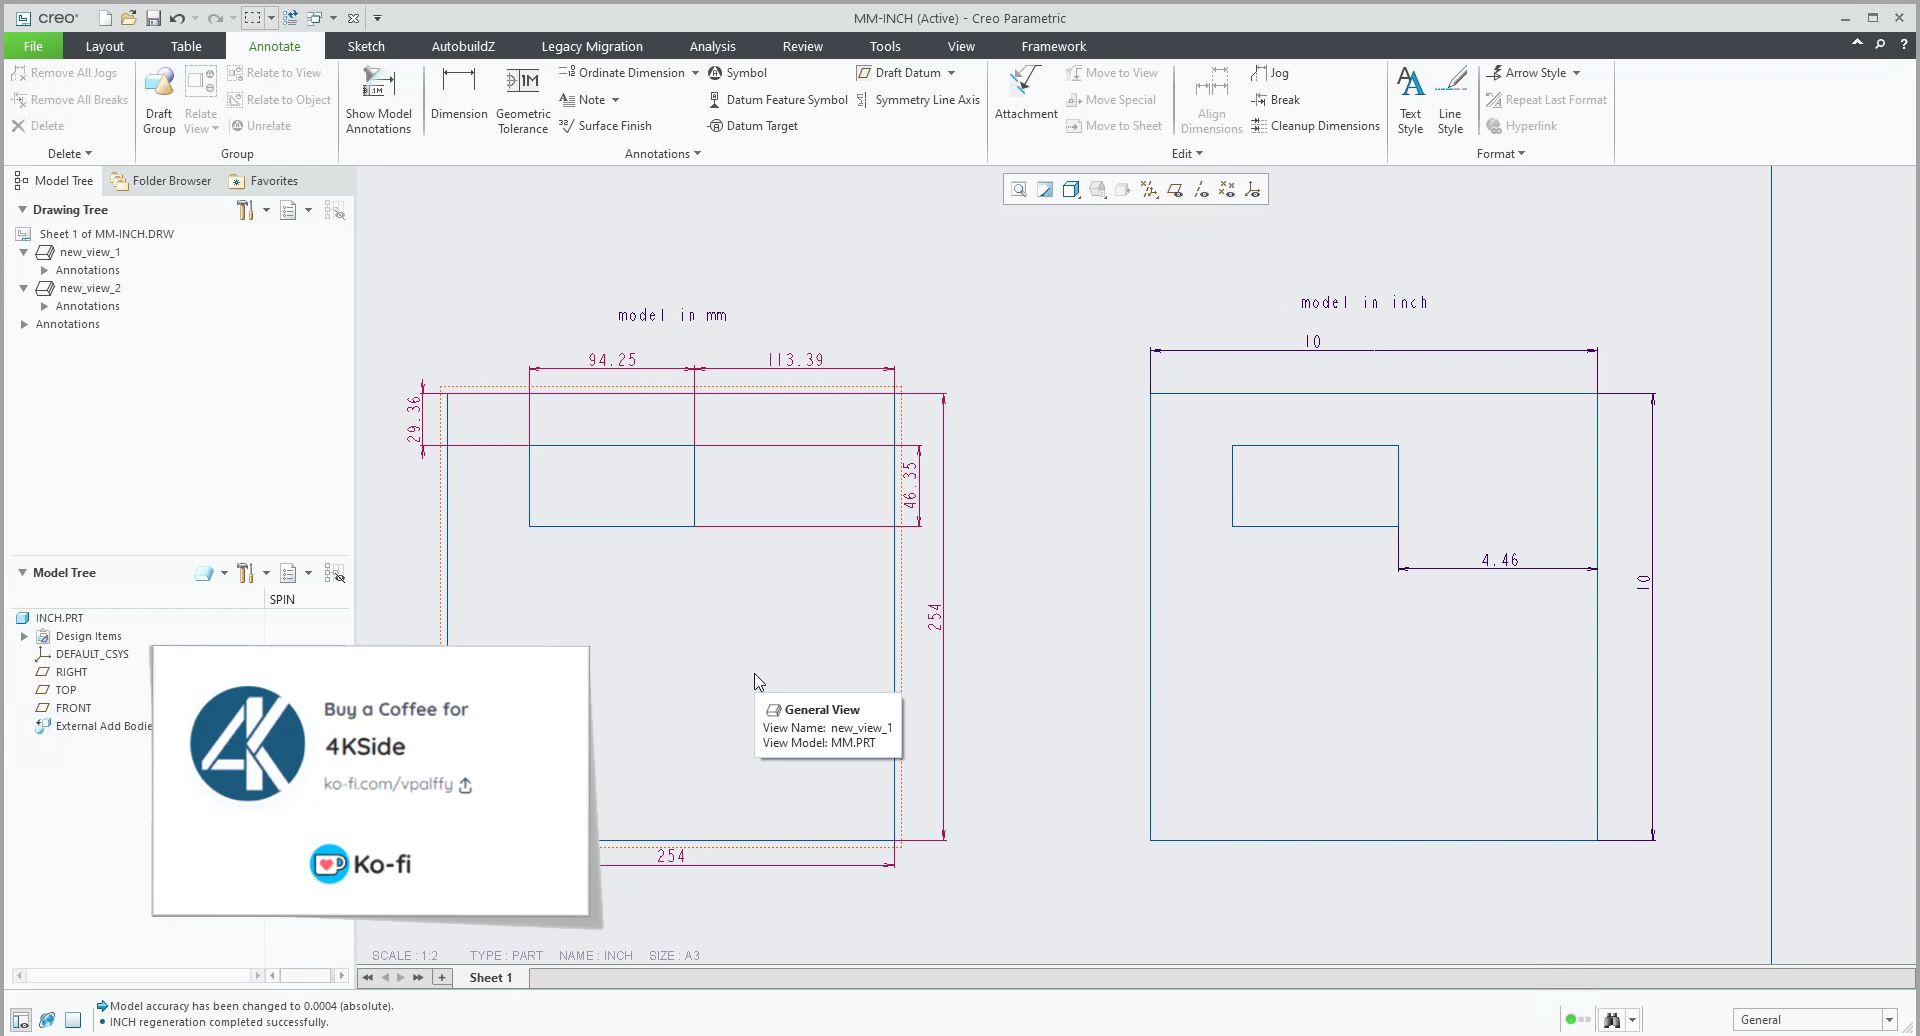 creo
MM-INCH (Active) - Creo Parametric
File
Layout
Table
Annotate
Sketch
AutobuildZ
Legacy Migration
Analysis
Review
Tools
View
Framework
Remove All Jogs
Remove All Breaks
Delete
Delete
Draft Group
Relate View
Relate to View
Relate to Object
Unrelate
Group
Show Model Annotations
Dimension
Geometric Tolerance
Ordinate Dimension
Note
Surface Finish
Symbol
Datum Feature Symbol
Datum Target
Draft Datum
Symmetry Line Axis
Annotations
Attachment
Move to View
Move Special
Move to Sheet
Align Dimensions
Jog
Break
Cleanup Dimensions
Edit
Text Style
Line Style
Arrow Style
Repeat Last Format
Hyperlink
Format
Model Tree
Folder Browser
Favorites
Drawing Tree
Sheet 1 of MM-INCH.DRW
new_view_1
Annotations
new_view_2
Annotations
Annotations
Model Tree
SPIN
INCH.PRT
Design Items
DEFAULT_CSYS
RIGHT
TOP
FRONT
External Add Bodie
model in mm
94.25
113.39
29.36
46.35
254
254
model in inch
10
4.46
10
General View
View Name: new_view_1
View Model: MM.PRT
4K
Buy a Coffee for
4KSide
ko-fi.com/vpalffy
Ko-fi
SCALE : 1:2 TYPE : PART NAME : INCH SIZE : A3
Sheet 1
Model accuracy has been changed to 0.0004 (absolute).
INCH regeneration completed successfully.
General